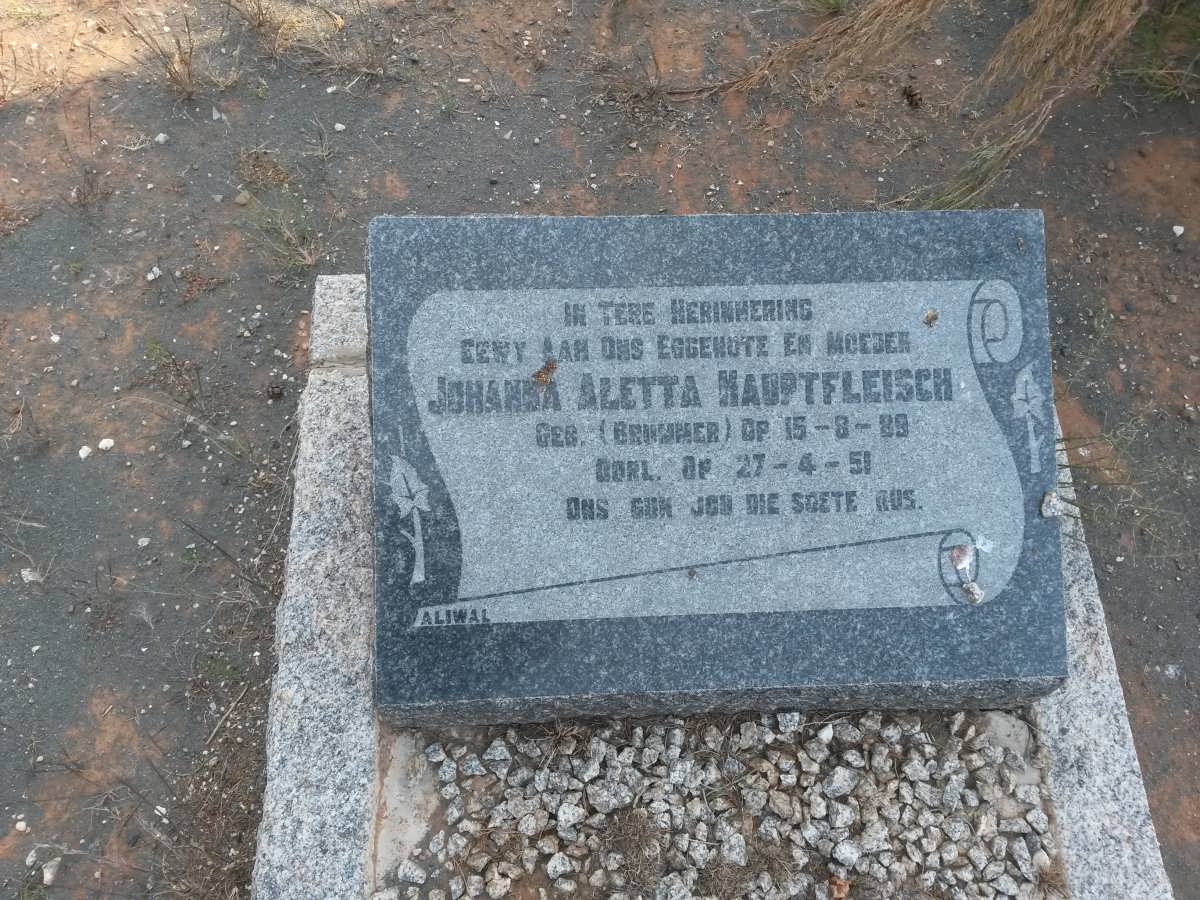 IN TERE HERINNERING
GEWY AAN ONS EGGENOTE EN MOEDER
JOHANNA ALETTA HAUPTFLEISCH
GEB. (BRUMMER) OP 15-8-89
OORL. OP 27-4-51
ONS GUN JOU DIE SOETE RUS.
ALIWAL